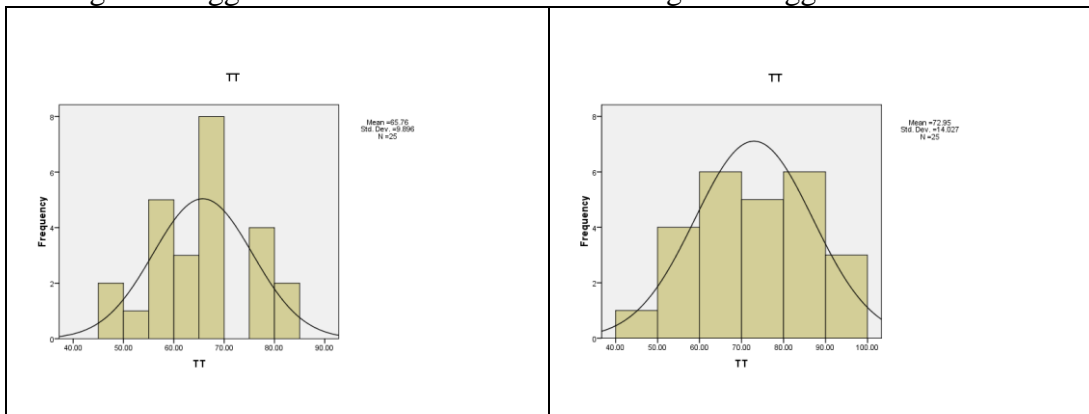 TT
Mean =65.76
Std. Dev. =9.896
N =25
8
6
4
2
0
Frequency
40.00 50.00 60.00 70.00 80.00 90.00
TT
TT
Mean =72.95
Std. Dev. =14.027
N =25
8
6
4
2
0
Frequency
40.00 50.00 60.00 70.00 80.00 90.00 100.00
TT